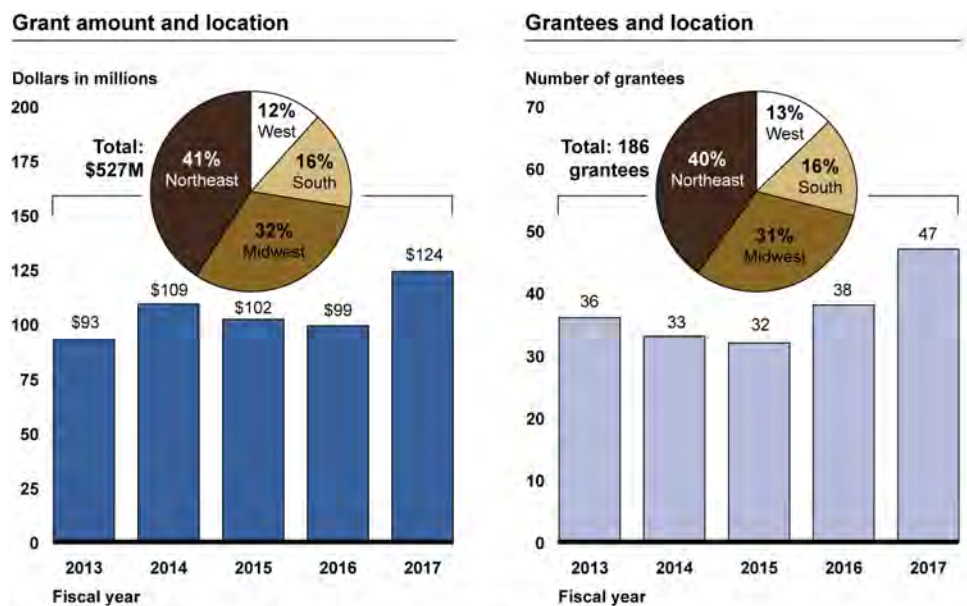 Grant amount and location
Dollars in millions
200
175
150
125
100
75
50
25
0
Total:
$527M
12%
West
16%
South
32%
Midwest
41%
Northeast
$93
$109
$102
$99
$124
2013
2014
2015
2016
2017
Fiscal year
Grantees and location
Number of grantees
70
60
50
40
30
20
10
0
Total: 186
grantees
13%
West
16%
South
31%
Midwest
40%
Northeast
36
33
32
38
47
2013
2014
2015
2016
2017
Fiscal year